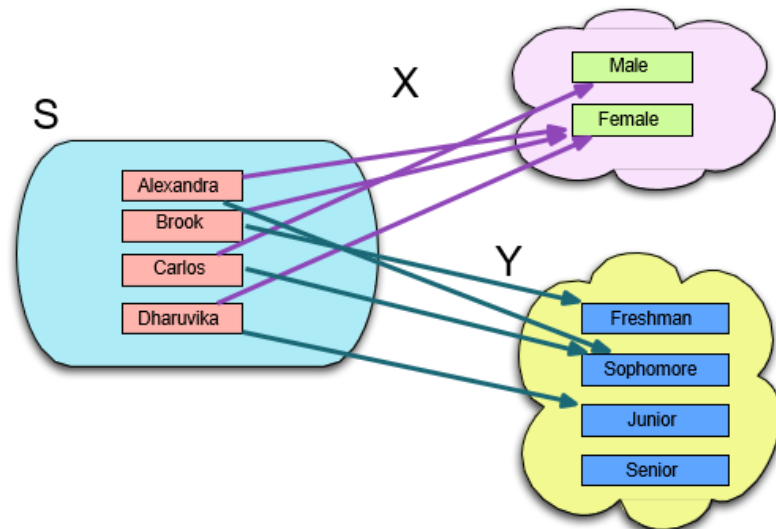 S
Alexandra
Brook
Carlos
Dharuvika
X
Male
Female
Y
Freshman
Sophomore
Junior
Senior